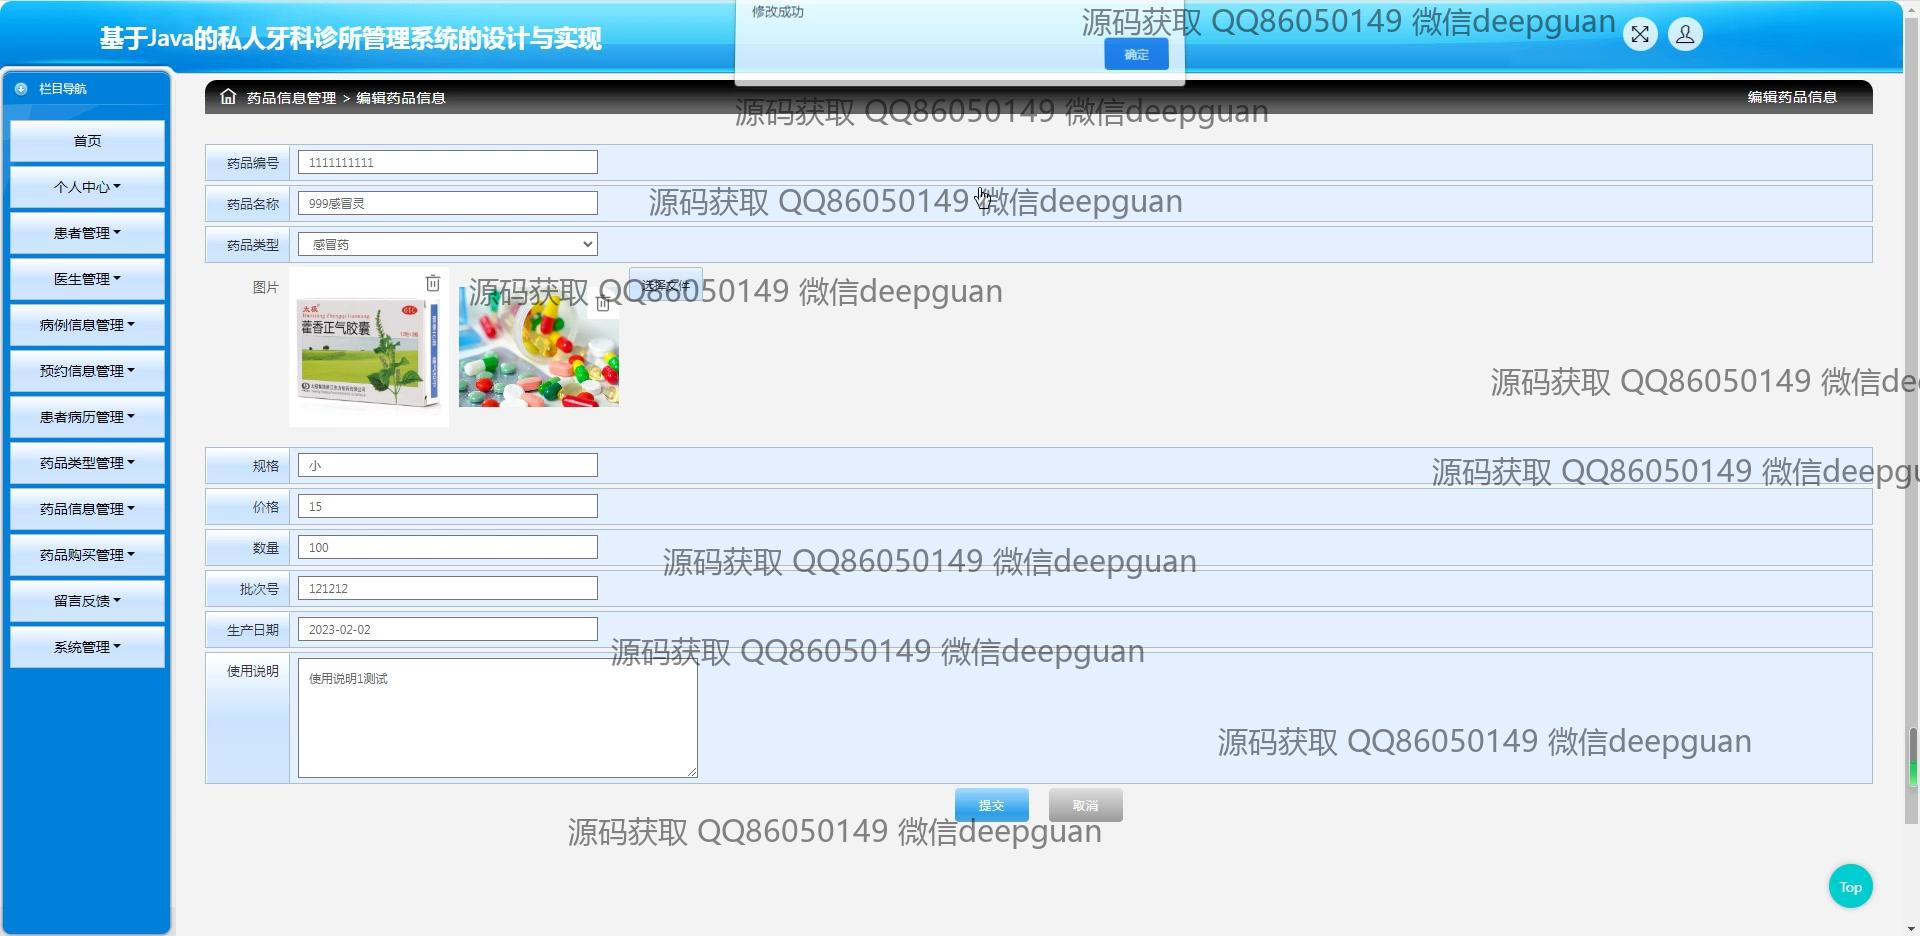 修改成功
确定
源码获取 QQ86050149 微信deepguan
基于Java的私人牙科诊所管理系统的设计与实现
栏目导航
药品信息管理 > 编辑药品信息
编辑药品信息
源码获取 QQ86050149 微信deepguan
首页
个人中心
患者管理
医生管理
病例信息管理
预约信息管理
患者病历管理
药品类型管理
药品信息管理
药品购买管理
留言反馈
系统管理
药品编号 1111111111
药品名称 999感冒灵
源码获取 QQ86050149 微信deepguan
药品类型 感冒药
图片
太极
OTC
藿香正气胶囊
选择文件
源码获取 QQ86050149 微信deepguan
源码获取 QQ86050149 微信de
规格 小
源码获取 QQ86050149 微信deepgu
价格 15
数量 100
源码获取 QQ86050149 微信deepguan
批次号 121212
生产日期 2023-02-02
源码获取 QQ86050149 微信deepguan
使用说明 使用说明1测试
源码获取 QQ86050149 微信deepguan
提交
取消
源码获取 QQ86050149 微信deepguan
Top